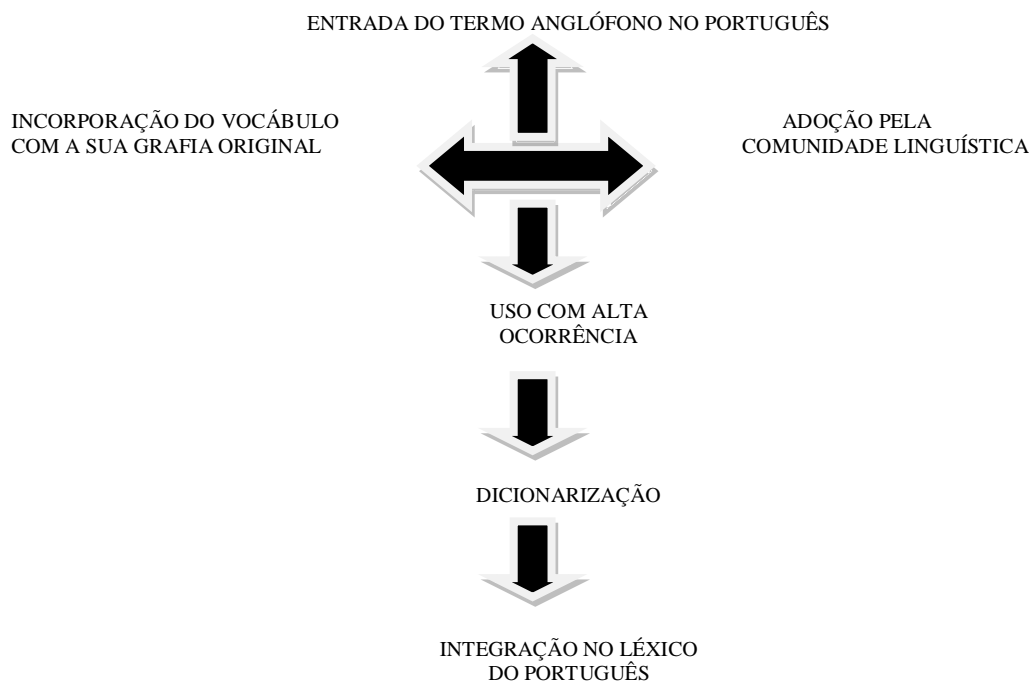 ENTRADA DO TERMO ANGLÓFONO NO PORTUGUÊS
INCORPORAÇÃO DO VOCÁBULO
COM A SUA GRAFIA ORIGINAL
ADOÇÃO PELA
COMUNIDADE LINGUÍSTICA
USO COM ALTA
OCORRÊNCIA
DICIONARIZAÇÃO
INTEGRAÇÃO NO LÉXICO
DO PORTUGUÊS